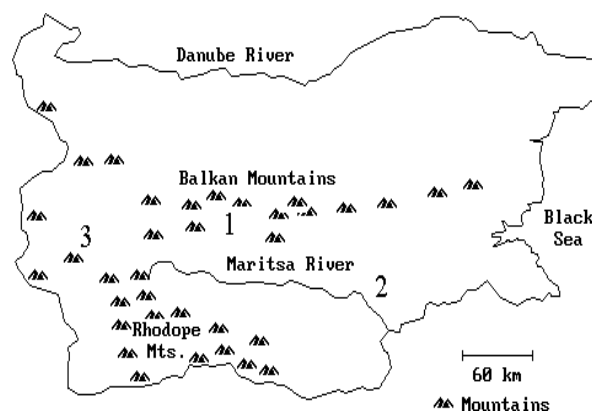 Danube River
Balkan Mountains
1
Black
Sea
3
Maritsa River
2
Rhodope
Mts.
60 km
Mountains